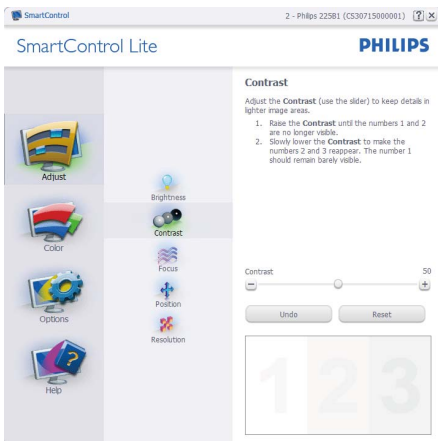 SmartControl
2 - Philips 225B1 (CS30715000001)
SmartControl Lite
PHILIPS
Adjust
Color
Options
Help
Brightness
Contrast
Focus
Position
Resolution
Contrast
Adjust the Contrast (use the slider) to keep details in
lighter image areas.
1. Raise the Contrast until the numbers 1 and 2
are no longer visible.
2. Slowly lower the Contrast to make the
numbers 2 and 3 reappear. The number 1
should remain barely visible.
Contrast 50
Undo Reset
1 2 3